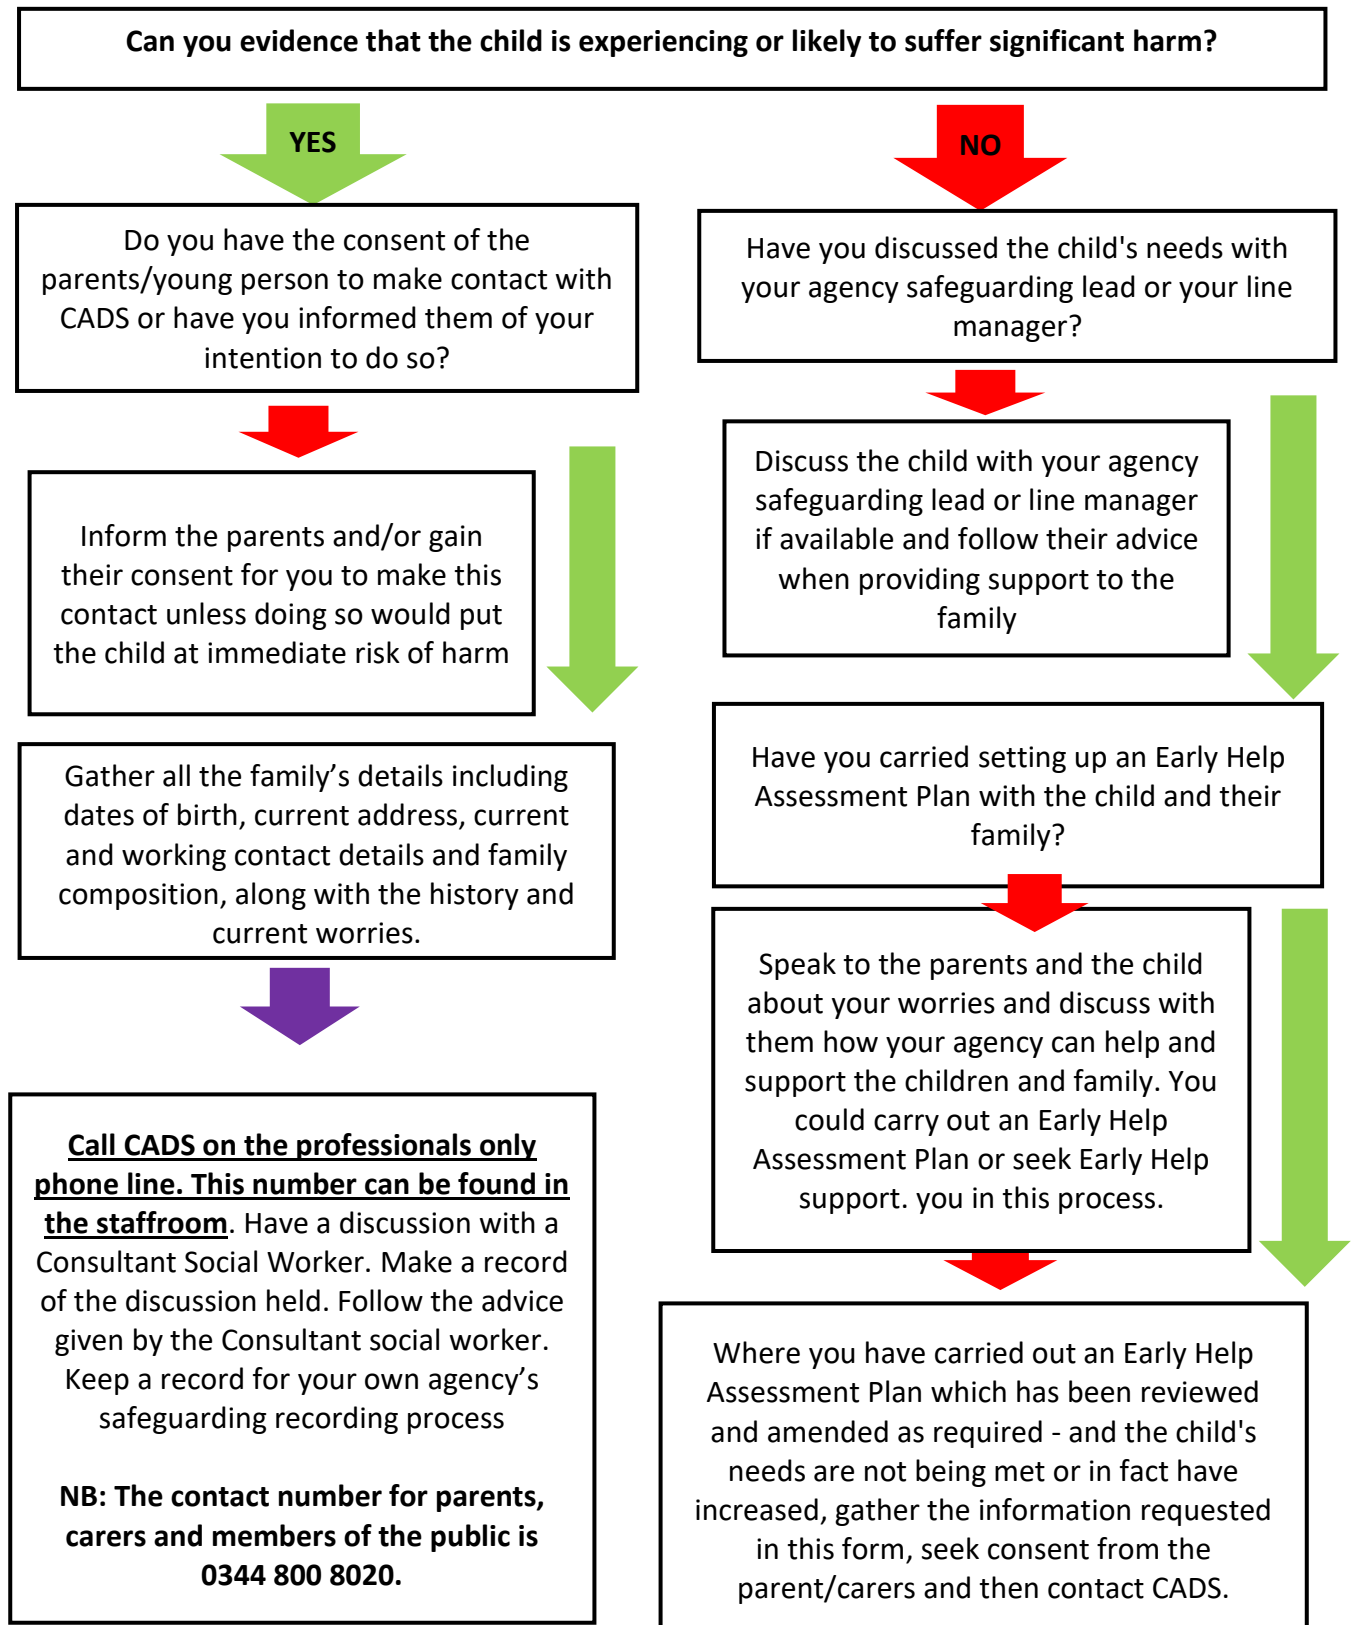 Can you evidence that the child is experiencing or likely to suffer significant harm?
YES
NO
Do you have the consent of the
parents/young person to make contact with
CADS or have you informed them of your
intention to do so?
Have you discussed the child's needs with
your agency safeguarding lead or your line
manager?
Inform the parents and/or gain
their consent for you to make this
contact unless doing so would put
the child at immediate risk of harm
Discuss the child with your agency
safeguarding lead or line manager
if available and follow their advice
when providing support to the
family
Gather all the family’s details including
dates of birth, current address, current
and working contact details and family
composition, along with the history and
current worries.
Have you carried setting up an Early Help
Assessment Plan with the child and their
family?
Speak to the parents and the child
about your worries and discuss with
them how your agency can help and
support the children and family. You
could carry out an Early Help
Assessment Plan or seek Early Help
support. you in this process.
Call CADS on the professionals only
phone line. This number can be found in
the staffroom. Have a discussion with a
Consultant Social Worker. Make a record
of the discussion held. Follow the advice
given by the Consultant social worker.
Keep a record for your own agency’s
safeguarding recording process
NB: The contact number for parents,
carers and members of the public is
0344 800 8020.
Where you have carried out an Early Help
Assessment Plan which has been reviewed
and amended as required - and the child's
needs are not being met or in fact have
increased, gather the information requested
in this form, seek consent from the
parent/carers and then contact CADS.